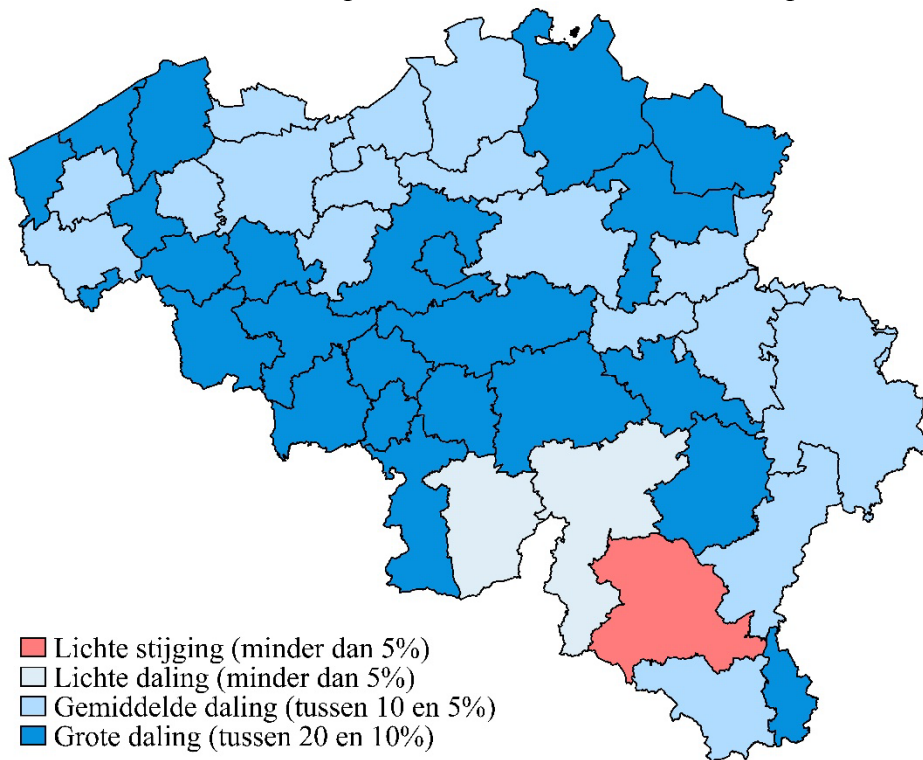 Lichte stijging (minder dan 5%)
Lichte daling (minder dan 5%)
Gemiddelde daling (tussen 10 en 5%)
Grote daling (tussen 20 en 10%)